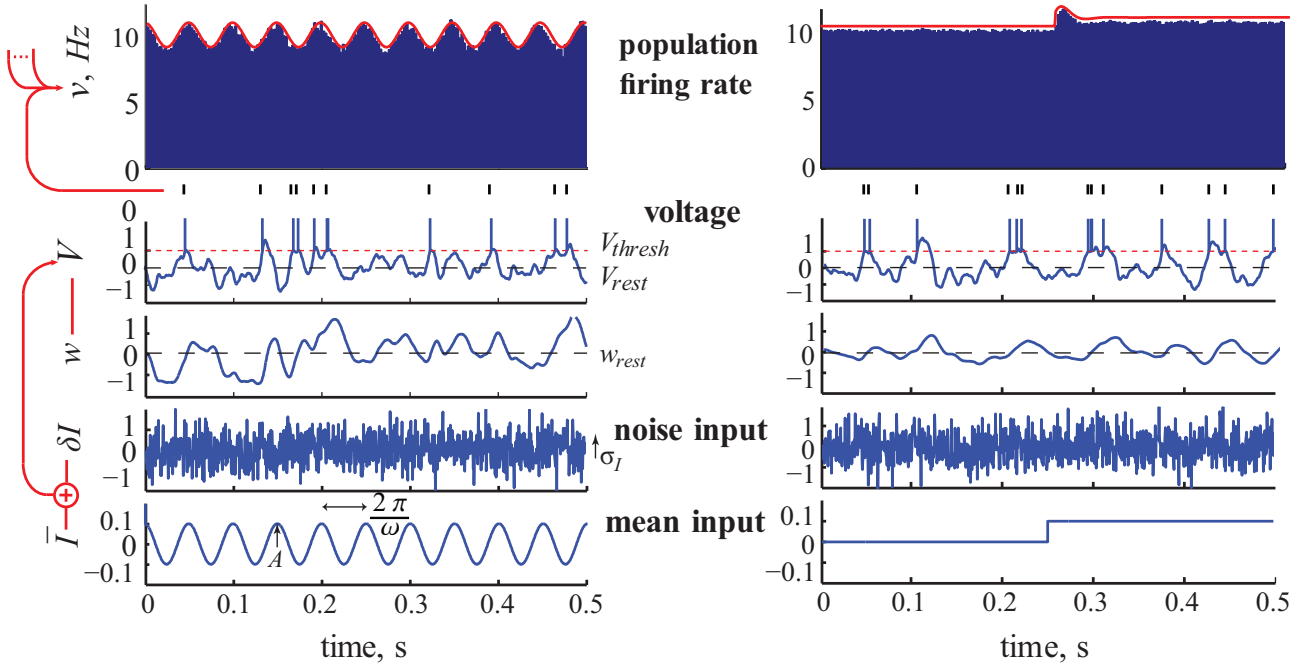 ν, Hz
10
5
0
...
population
firing rate
10
5
0
0
voltage
V
1
0
−1
V_thresh
V_rest
1
0
−1
w
1
0
−1
w_rest
1
0
−1
δI
1
−1
noise input
σ_I
1
0
−1
+
Ī
0.1
0
−0.1
A
2 π
ω
mean input
0.1
0
−0.1
0 0.1 0.2 0.3 0.4 0.5
0 0.1 0.2 0.3 0.4 0.5
time, s
time, s